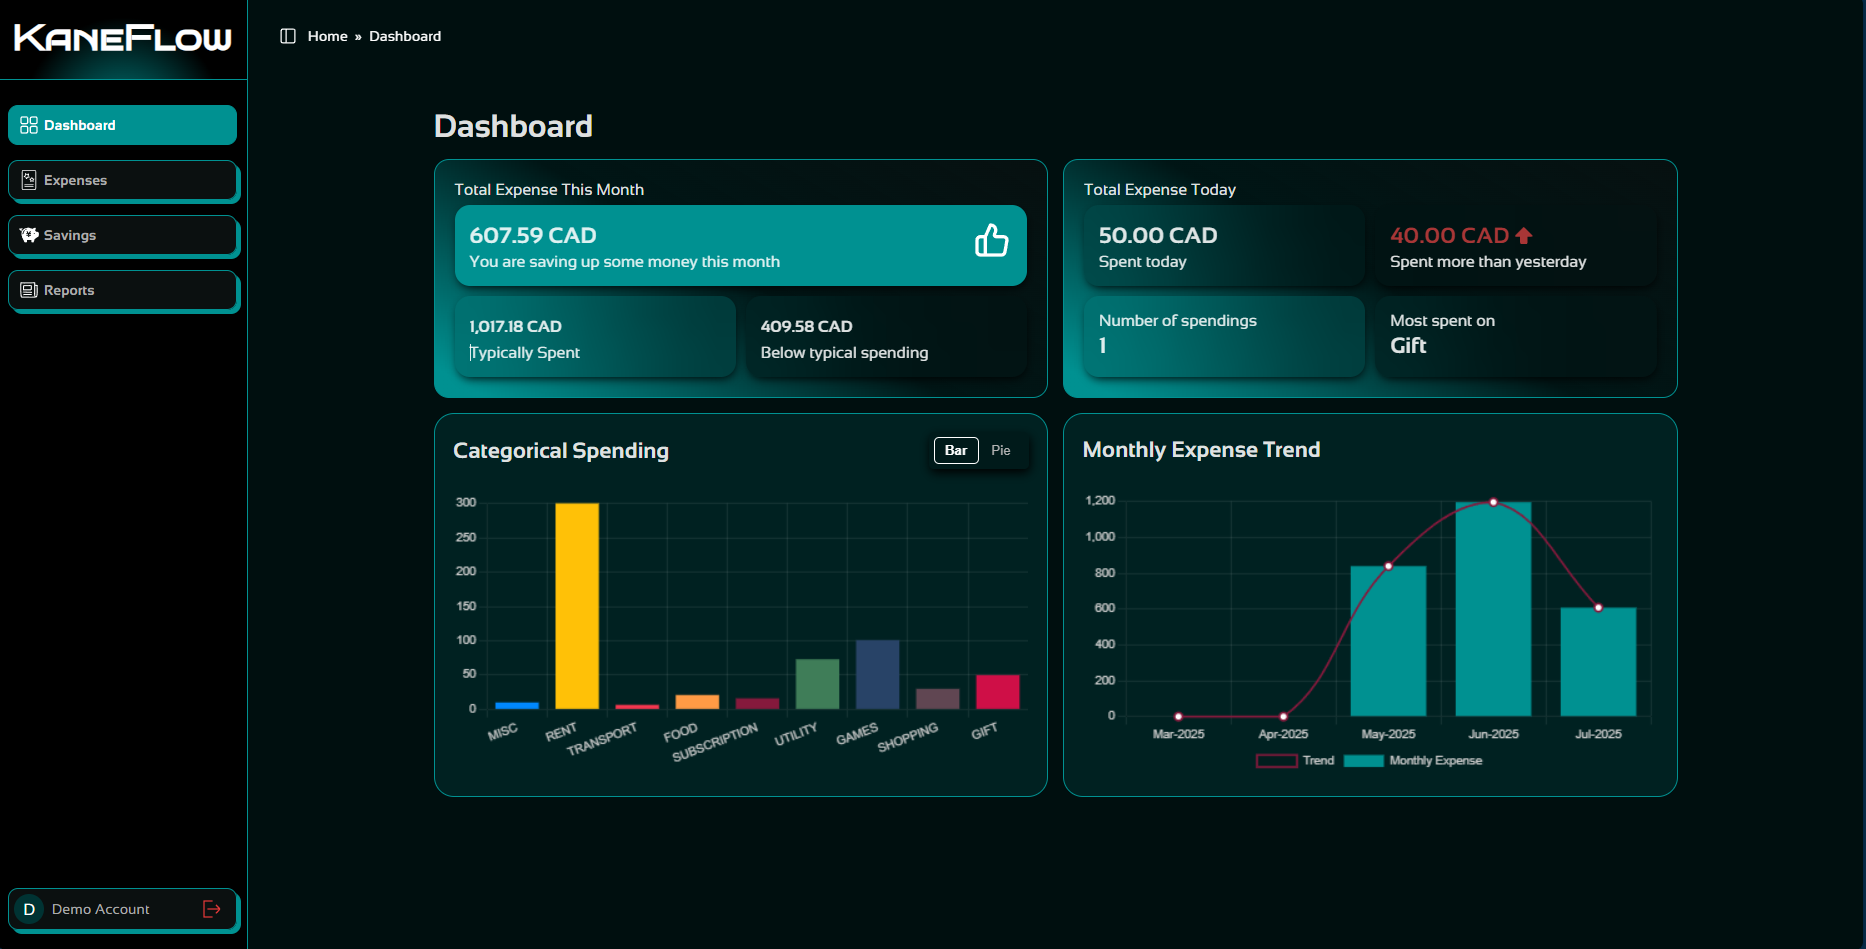 KaneFlow
Home » Dashboard
Dashboard
Expenses
Savings
Reports
Demo Account
D
Dashboard
Total Expense This Month
607.59 CAD
You are saving up some money this month
1,017.18 CAD
Typically Spent
409.58 CAD
Below typical spending
Total Expense Today
50.00 CAD
Spent today
40.00 CAD
Spent more than yesterday
Number of spendings
1
Most spent on
Gift
Categorical Spending
Bar Pie
300
250
200
150
100
50
0
MISC RENT TRANSPORT FOOD SUBSCRIPTION UTILITY GAMES SHOPPING GIFT
Monthly Expense Trend
1,200
1,000
800
600
400
200
0
Mar-2025 Apr-2025 May-2025 Jun-2025 Jul-2025
Trend Monthly Expense